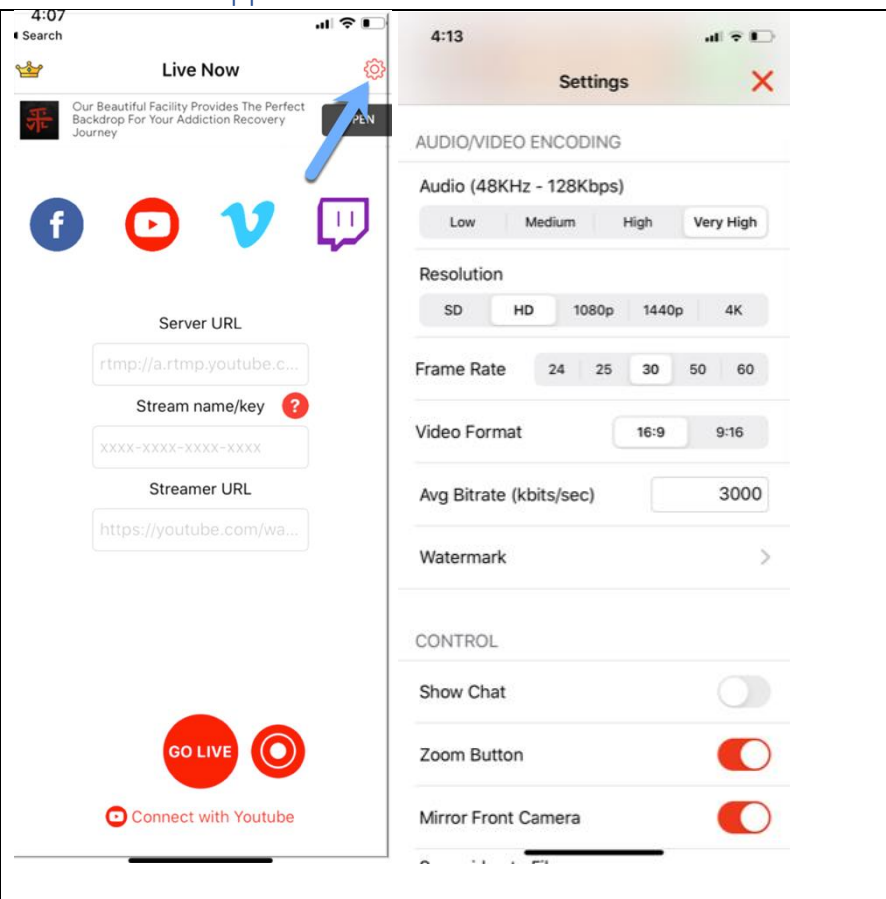 4:07
Search
Live Now
Our Beautiful Facility Provides The Perfect
Backdrop For Your Addiction Recovery
Journey
Server URL
rtmp://a.rtmp.youtube.c...
Stream name/key ?
xxxx-xxxx-xxxx-xxxx
Streamer URL
https://youtube.com/wa...
GO LIVE
Connect with Youtube
4:13
Settings
AUDIO/VIDEO ENCODING
Audio (48KHz - 128Kbps)
Low Medium High Very High
Resolution
SD HD 1080p 1440p 4K
Frame Rate 24 25 30 50 60
Video Format 16:9 9:16
Avg Bitrate (kbits/sec) 3000
Watermark
CONTROL
Show Chat
Zoom Button
Mirror Front Camera